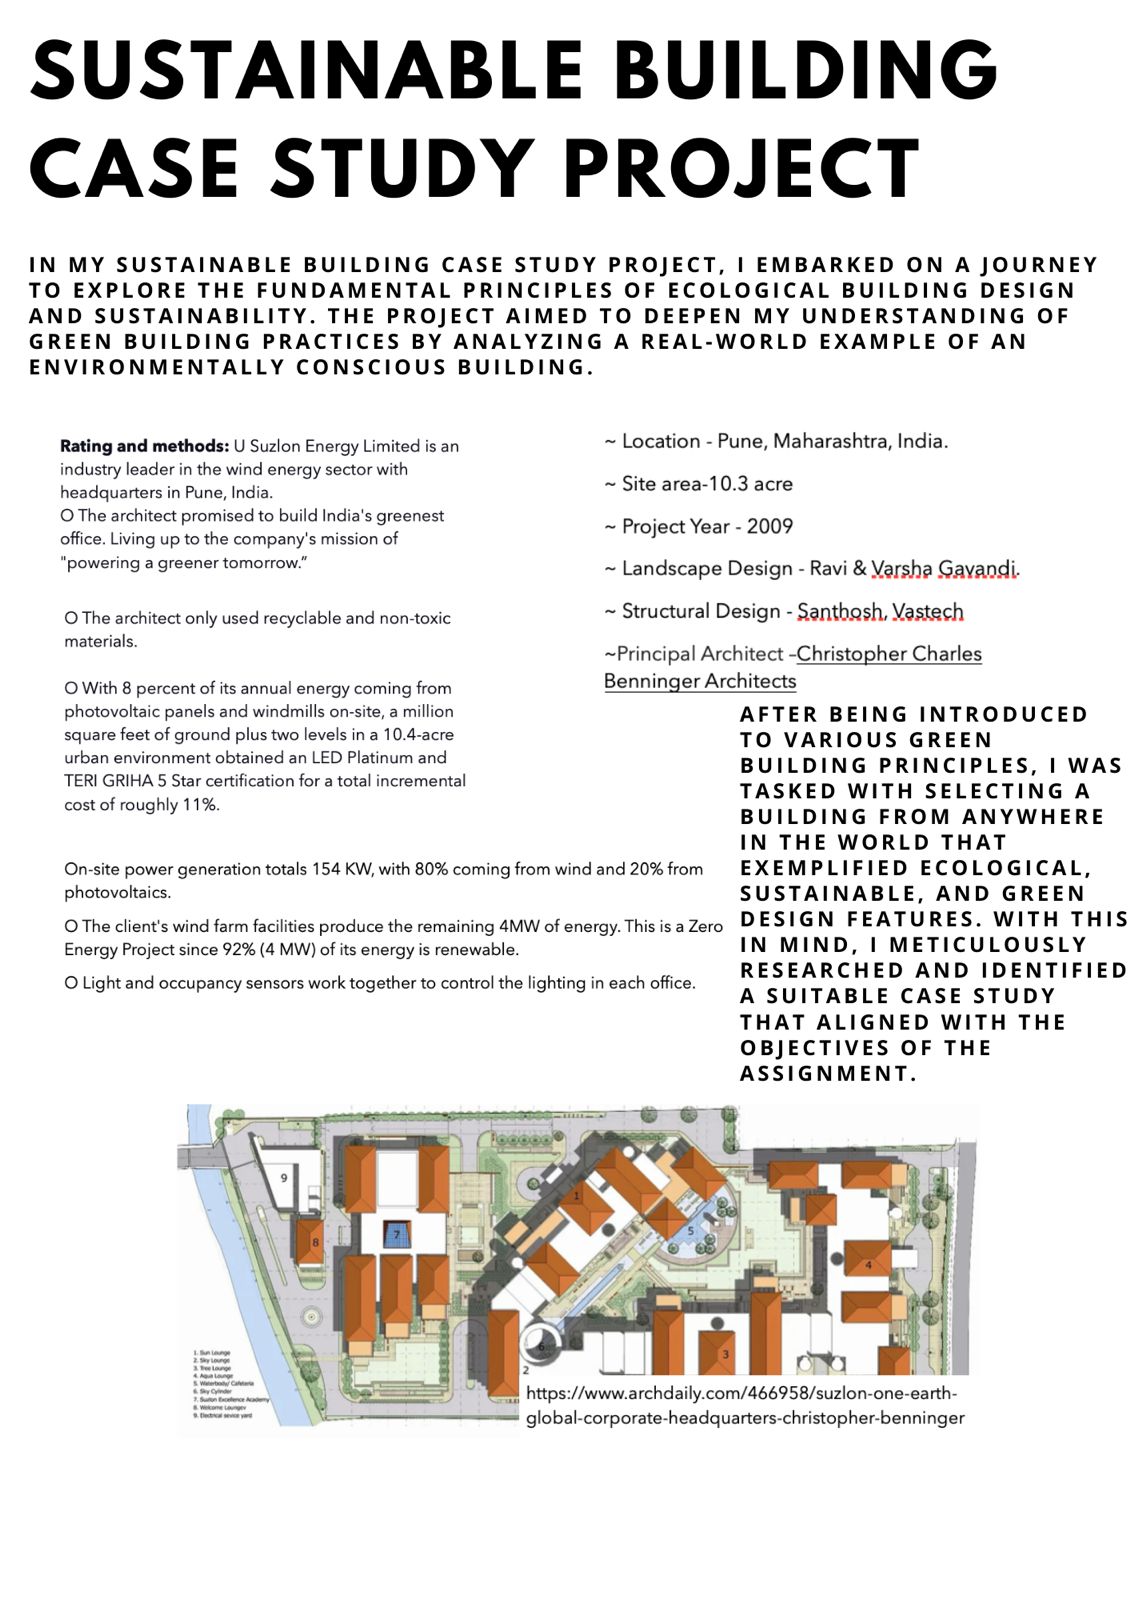 SUSTAINABLE BUILDING
CASE STUDY PROJECT
IN MY SUSTAINABLE BUILDING CASE STUDY PROJECT, I EMBARKED ON A JOURNEY
TO EXPLORE THE FUNDAMENTAL PRINCIPLES OF ECOLOGICAL BUILDING DESIGN
AND SUSTAINABILITY. THE PROJECT AIMED TO DEEPEN MY UNDERSTANDING OF
GREEN BUILDING PRACTICES BY ANALYZING A REAL-WORLD EXAMPLE OF AN
ENVIRONMENTALLY CONSCIOUS BUILDING.
Rating and methods: U Suzlon Energy Limited is an
industry leader in the wind energy sector with
headquarters in Pune, India.
O The architect promised to build India's greenest
office. Living up to the company's mission of
"powering a greener tomorrow.”
O The architect only used recyclable and non-toxic
materials.
O With 8 percent of its annual energy coming from
photovoltaic panels and windmills on-site, a million
square feet of ground plus two levels in a 10.4-acre
urban environment obtained an LED Platinum and
TERI GRIHA 5 Star certification for a total incremental
cost of roughly 11%.
On-site power generation totals 154 KW, with 80% coming from wind and 20% from
photovoltaics.
O The client's wind farm facilities produce the remaining 4MW of energy. This is a Zero
Energy Project since 92% (4 MW) of its energy is renewable.
O Light and occupancy sensors work together to control the lighting in each office.
~ Location - Pune, Maharashtra, India.
~ Site area-10.3 acre
~ Project Year - 2009
~ Landscape Design - Ravi & Varsha Gavandi.
~ Structural Design - Santhosh, Vastech
~Principal Architect –Christopher Charles
Benninger Architects
AFTER BEING INTRODUCED
TO VARIOUS GREEN
BUILDING PRINCIPLES, I WAS
TASKED WITH SELECTING A
BUILDING FROM ANYWHERE
IN THE WORLD THAT
EXEMPLIFIED ECOLOGICAL,
SUSTAINABLE, AND GREEN
DESIGN FEATURES. WITH THIS
IN MIND, I METICULOUSLY
RESEARCHED AND IDENTIFIED
A SUITABLE CASE STUDY
THAT ALIGNED WITH THE
OBJECTIVES OF THE
ASSIGNMENT.
9
8
7
1
5
4
3
6
2
1. Sun Lounge
2. Sky Lounge
3. Tree Lounge
4. Aqua Lounge
5. Waterbody/ Cafeteria
6. Sky Cylinder
7. Suzlon Excellence Academy
8. Welcome Loungev
9. Electrical sevice yard
https://www.archdaily.com/466958/suzlon-one-earth-
global-corporate-headquarters-christopher-benninger